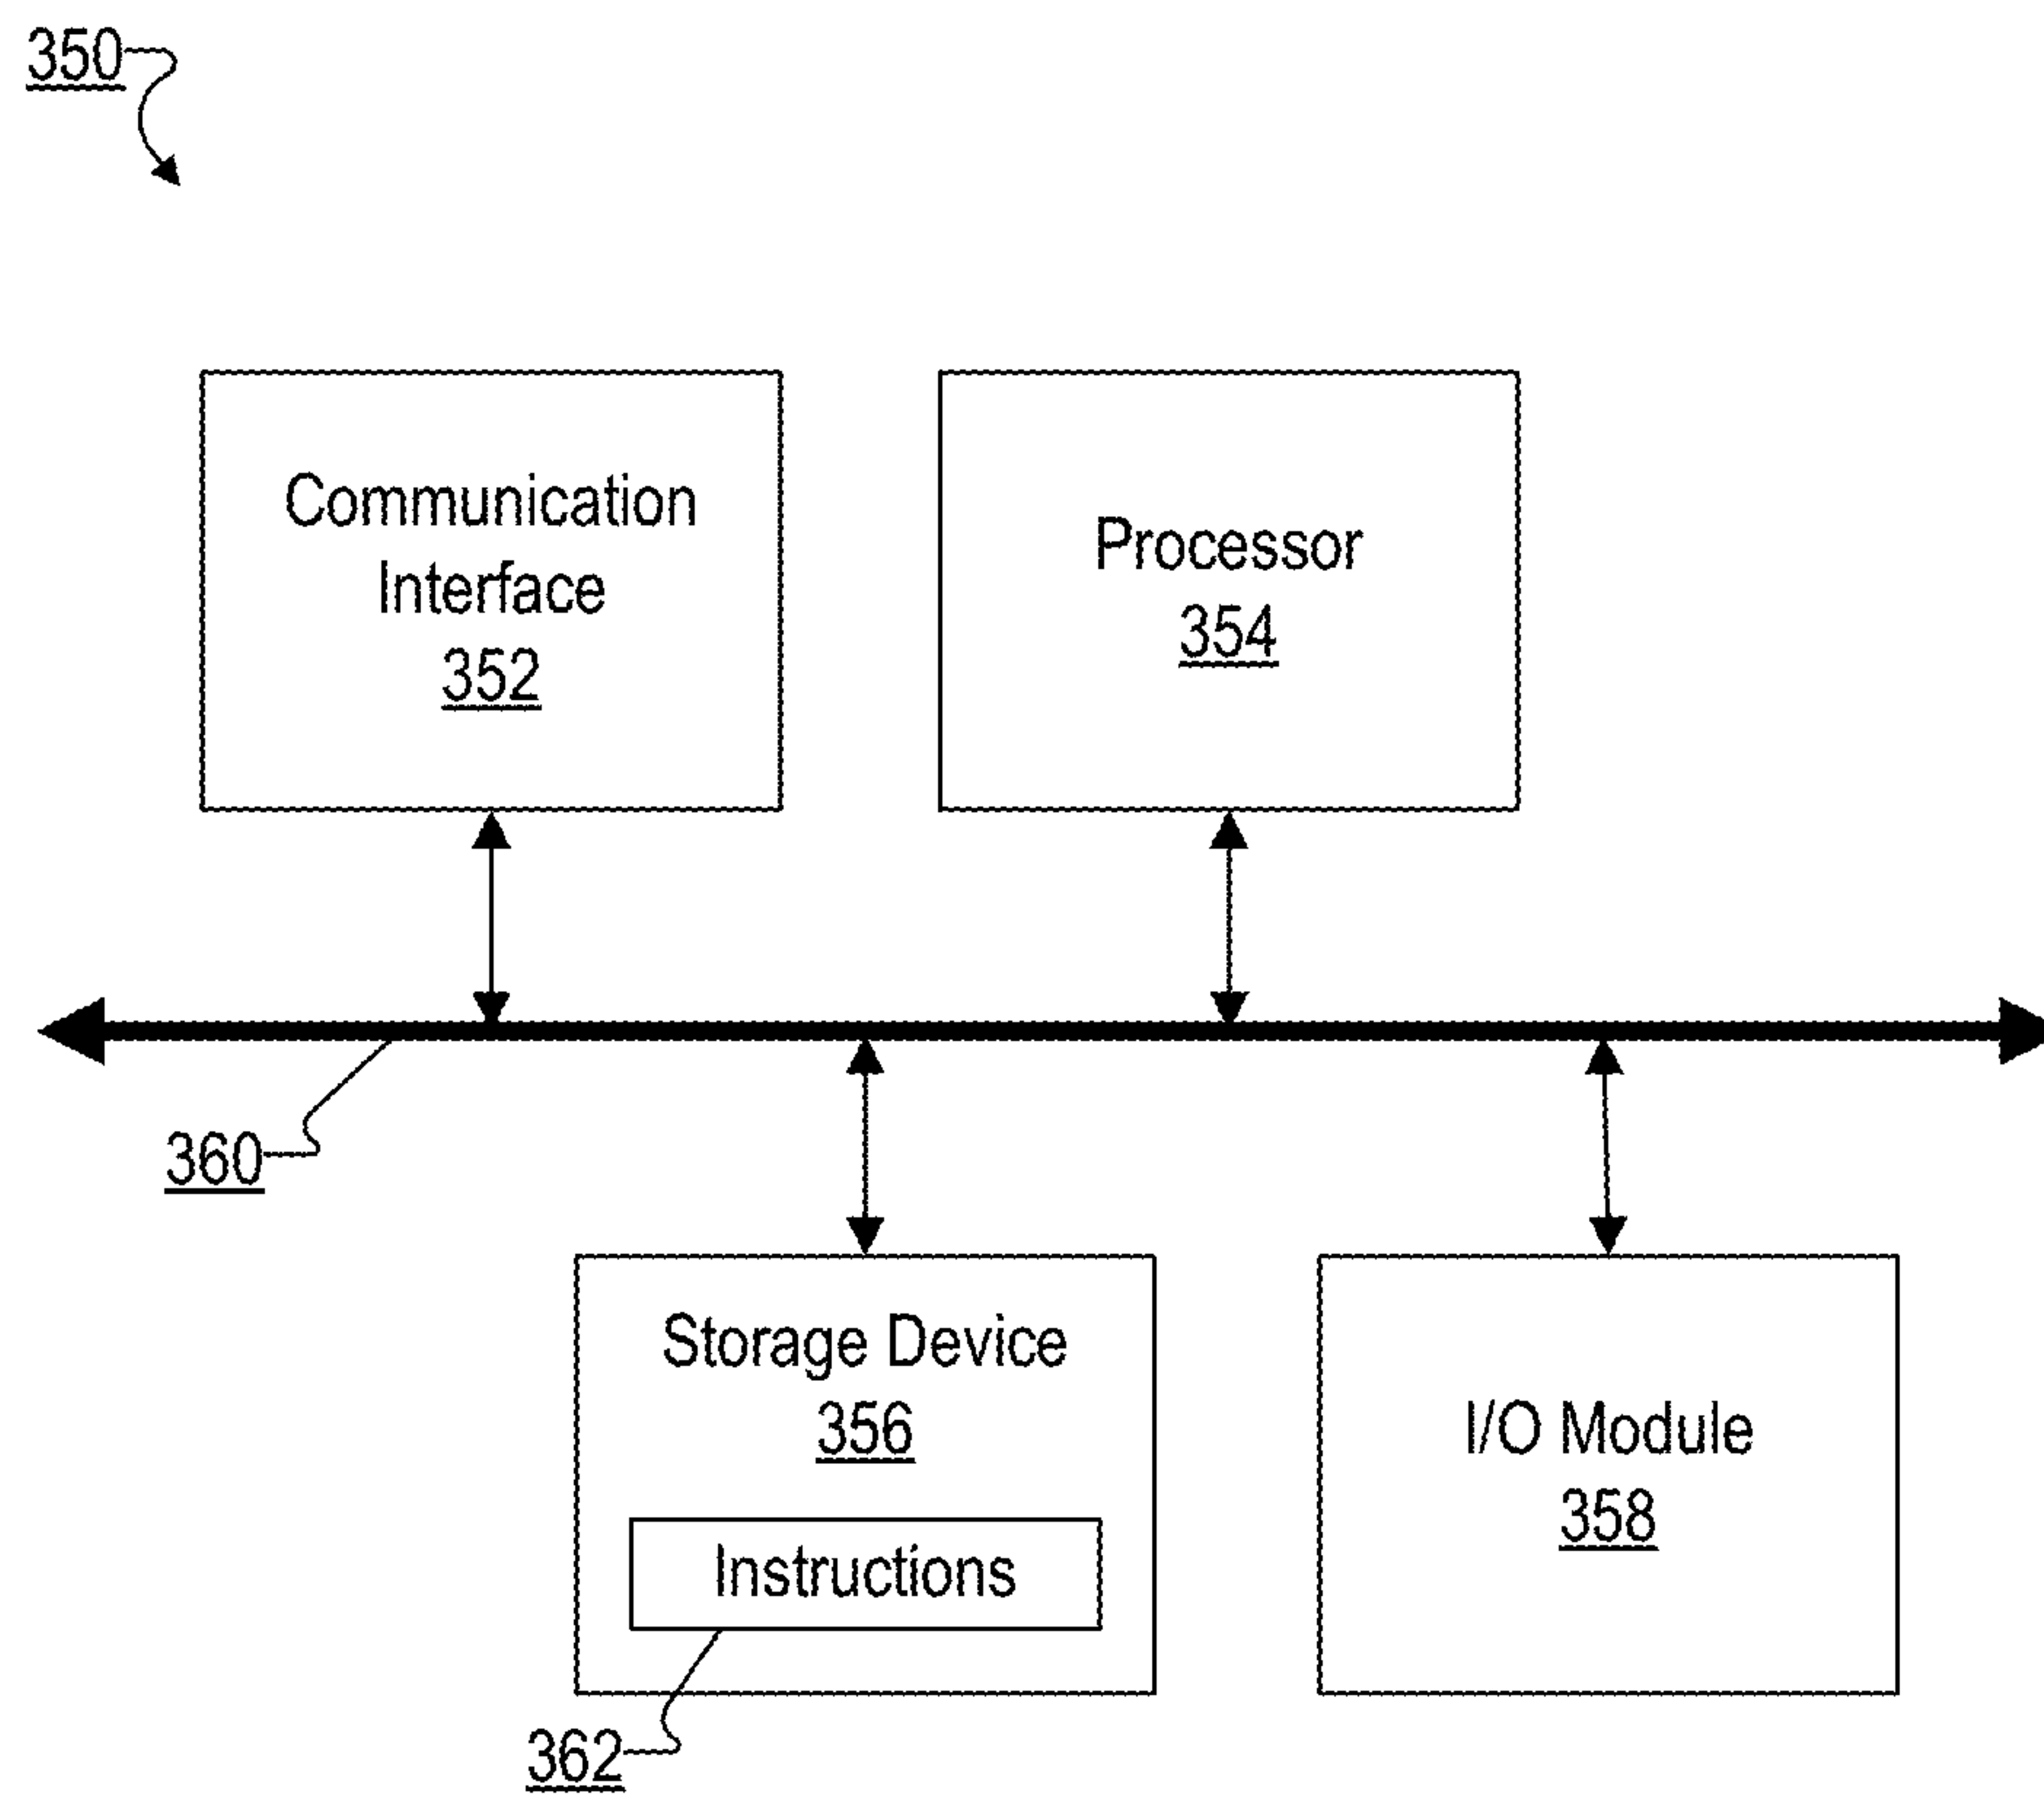 350
Communication
Interface
352
Processor
354
360
Storage Device
356
Instructions
362
I/O Module
358